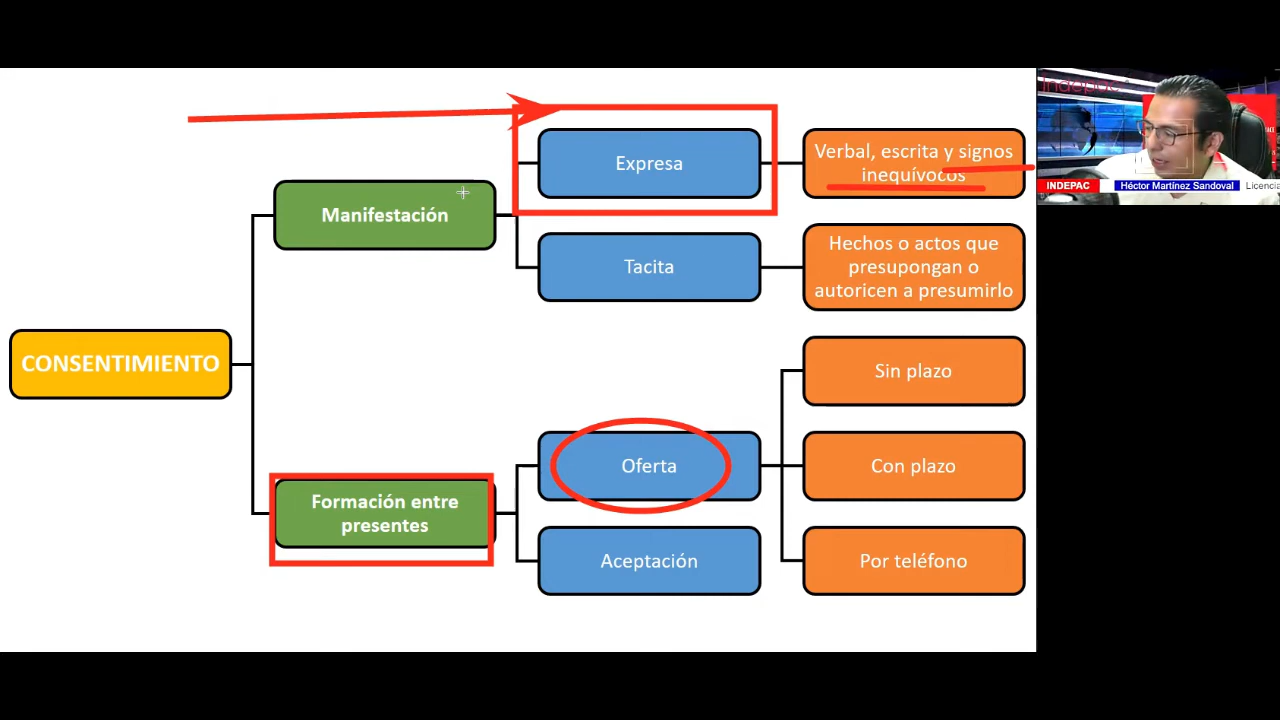 CONSENTIMIENTO
Manifestación
Expresa
Verbal, escrita y signos
inequívocos
Tacita
Hechos o actos que
presupongan o
autoricen a presumirlo
Formación entre
presentes
Oferta
Sin plazo
Con plazo
Por teléfono
Aceptación
Indepac
INDEPAC
Héctor Martínez Sandoval
Licencia